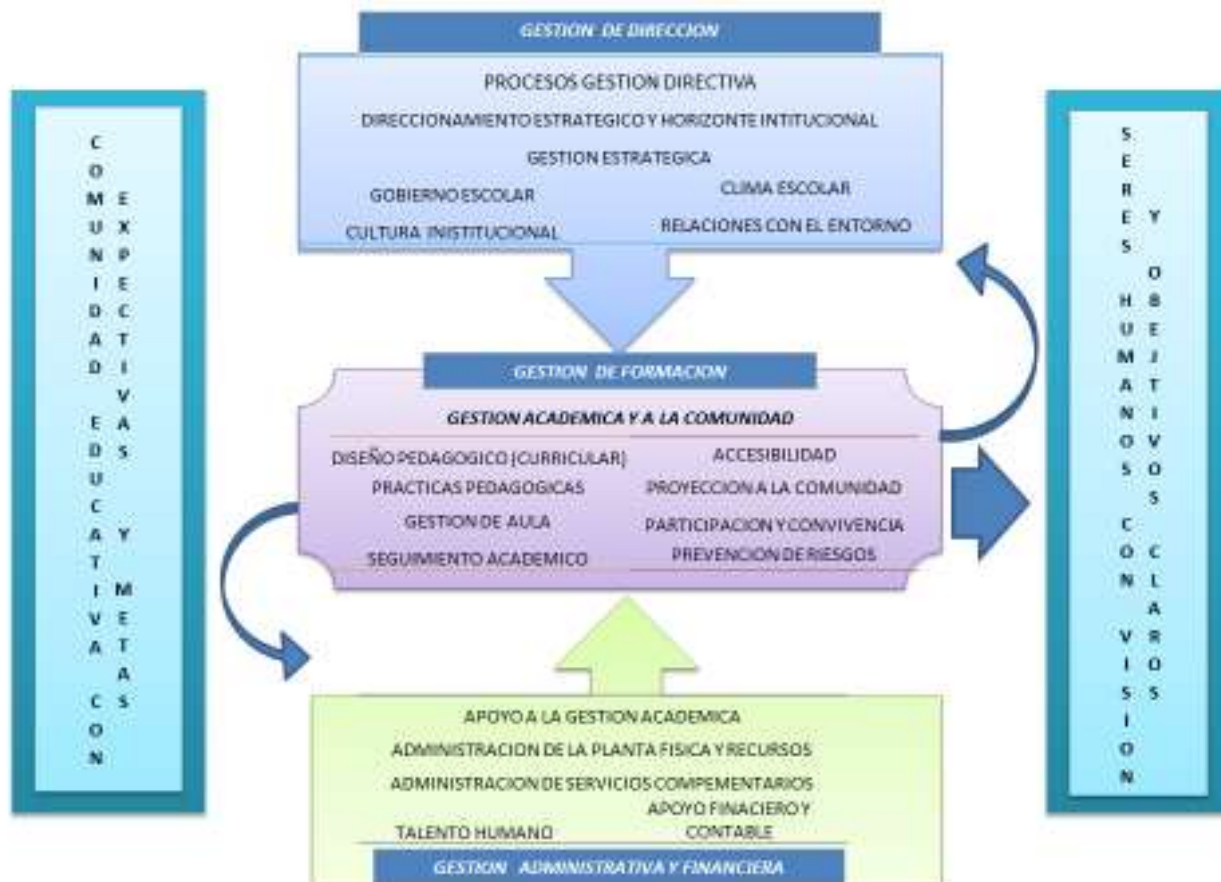 GESTION DE DIRECCION
PROCESOS GESTION DIRECTIVA
DIRECCIONAMIENTO ESTRATEGICO Y HORIZONTE INTITUCIONAL
GESTION ESTRATEGICA
GOBIERNO ESCOLAR
CLIMA ESCOLAR
CULTURA INISTITUCIONAL
RELACIONES CON EL ENTORNO
COMUNIDAD EDUCATIVA CON
EXPECTIVAS Y METAS
GESTION DE FORMACION
GESTION ACADEMICA Y A LA COMUNIDAD
DISEÑO PEDAGOGICO (CURRICULAR)
ACCESIBILIDAD
PRACTICAS PEDAGOGICAS
PROYECCION A LA COMUNIDAD
GESTION DE AULA
PARTICIPACION Y CONVIVENCIA
SEGUIMIENTO ACADEMICO
PREVENCION DE RIESGOS
SERES HUMANOS CON VISION
Y OBEJTIVOS CLAROS
APOYO A LA GESTION ACADEMICA
ADMINISTRACION DE LA PLANTA FISICA Y RECURSOS
ADMINISTRACION DE SERVICIOS COMPEMENTARIOS
TALENTO HUMANO
APOYO FINACIERO Y
CONTABLE
GESTION ADMINISTRATIVA Y FINANCIERA